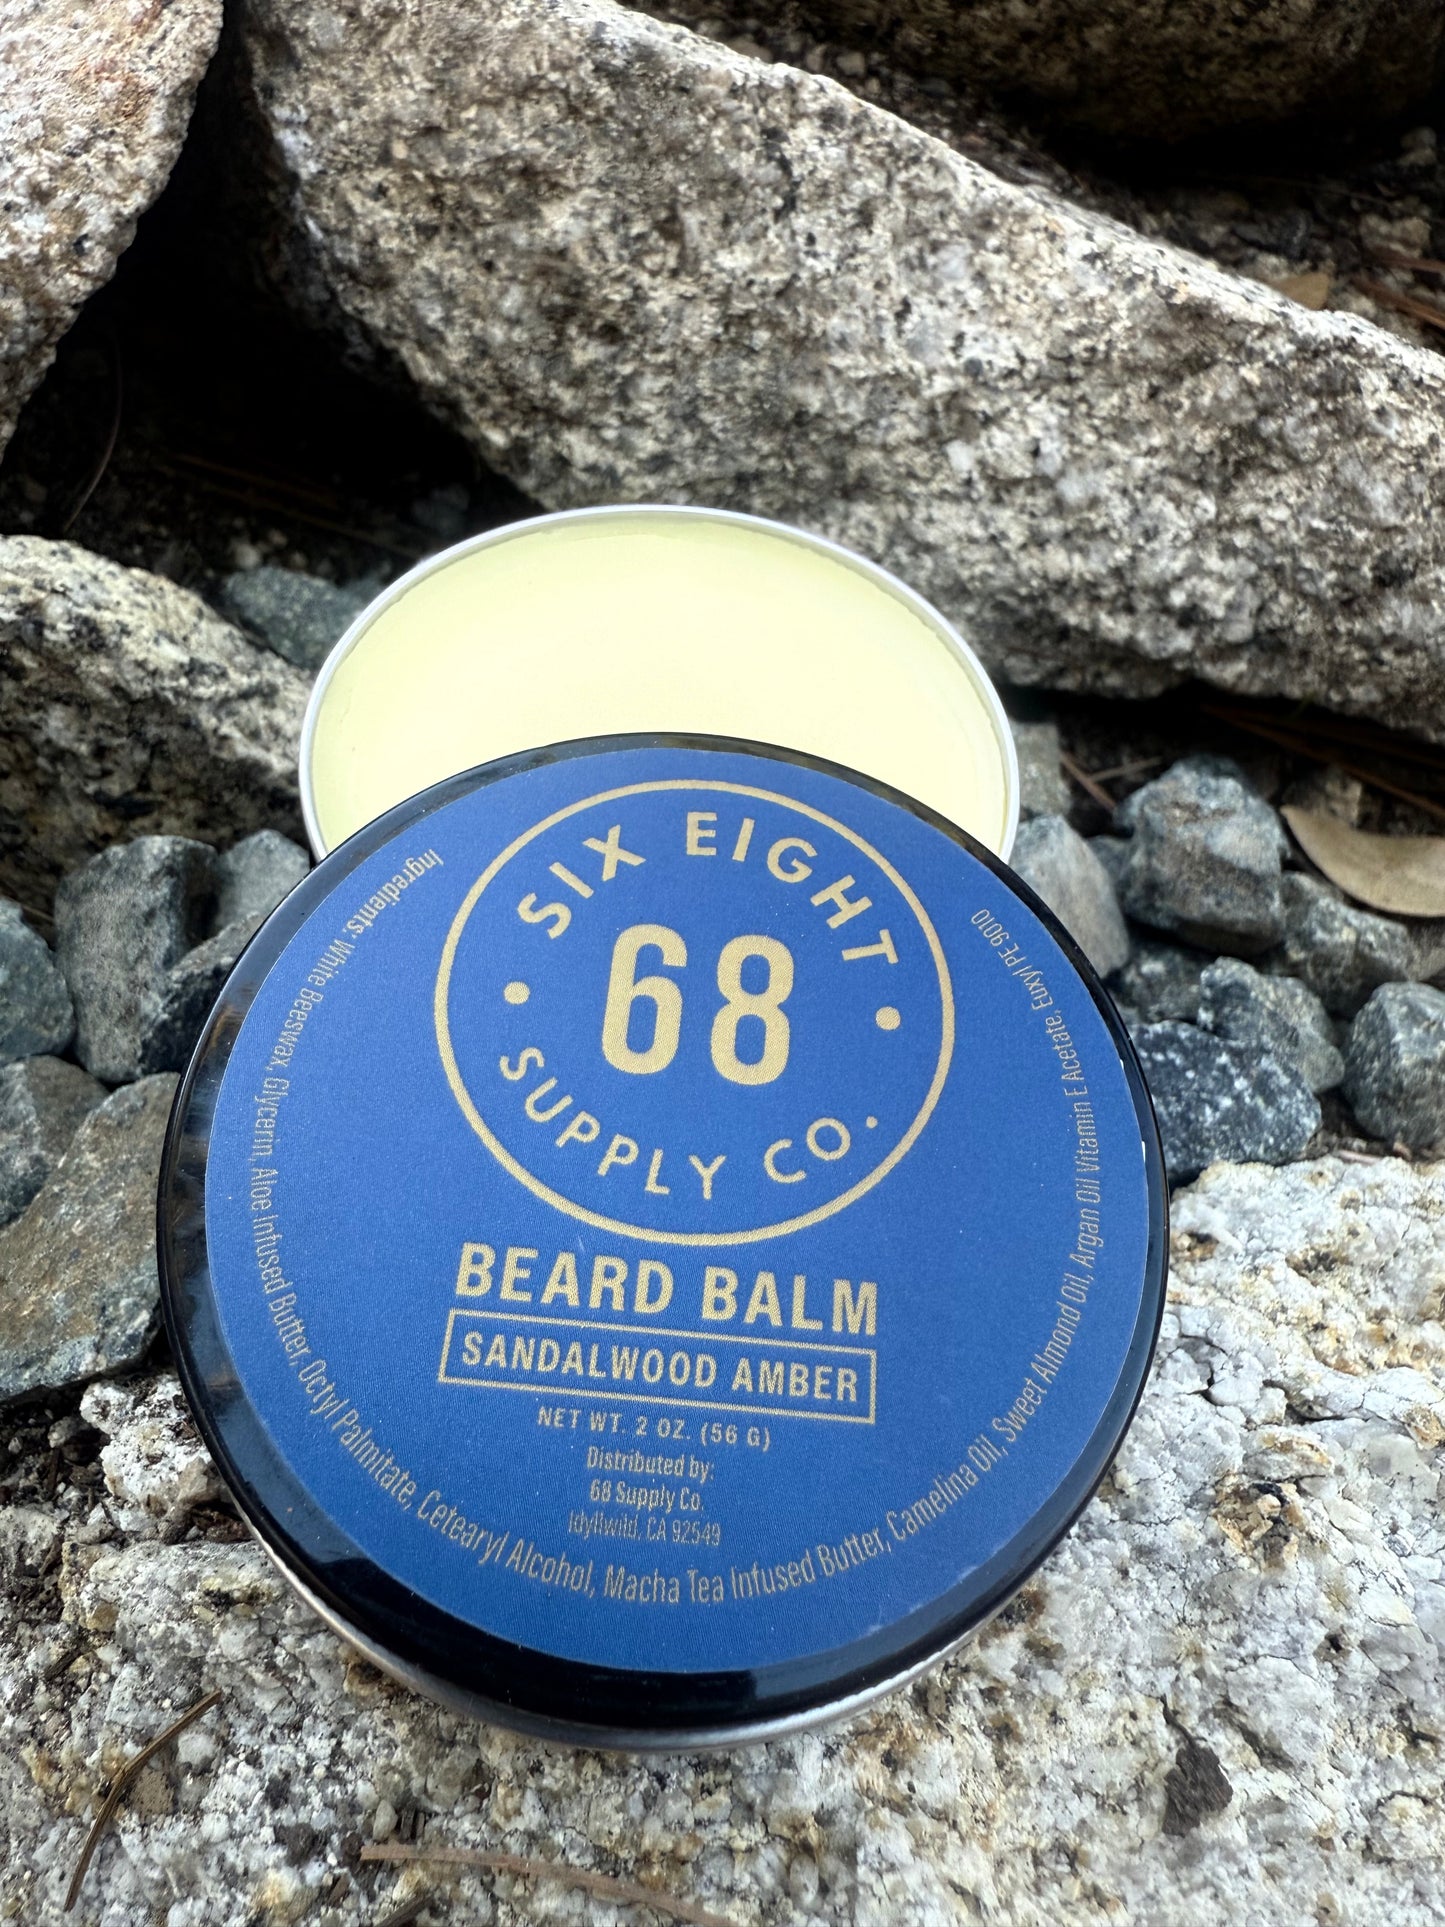 SIX EIGHT
68
SUPPLY CO.
BEARD BALM
SANDALWOOD AMBER
NET WT. 2 OZ. (56 G)
Distributed by:
68 Supply Co.
Idyllwild, CA 92549
Ingredients: White Beeswax, Glycerin, Aloe Infused Butter, Octyl Palmitate, Cetearyl Alcohol, Macha Tea Infused Butter, Camelina Oil, Sweet Almond Oil, Argan Oil Vitamin E Acetate, Euxyl PE 9010